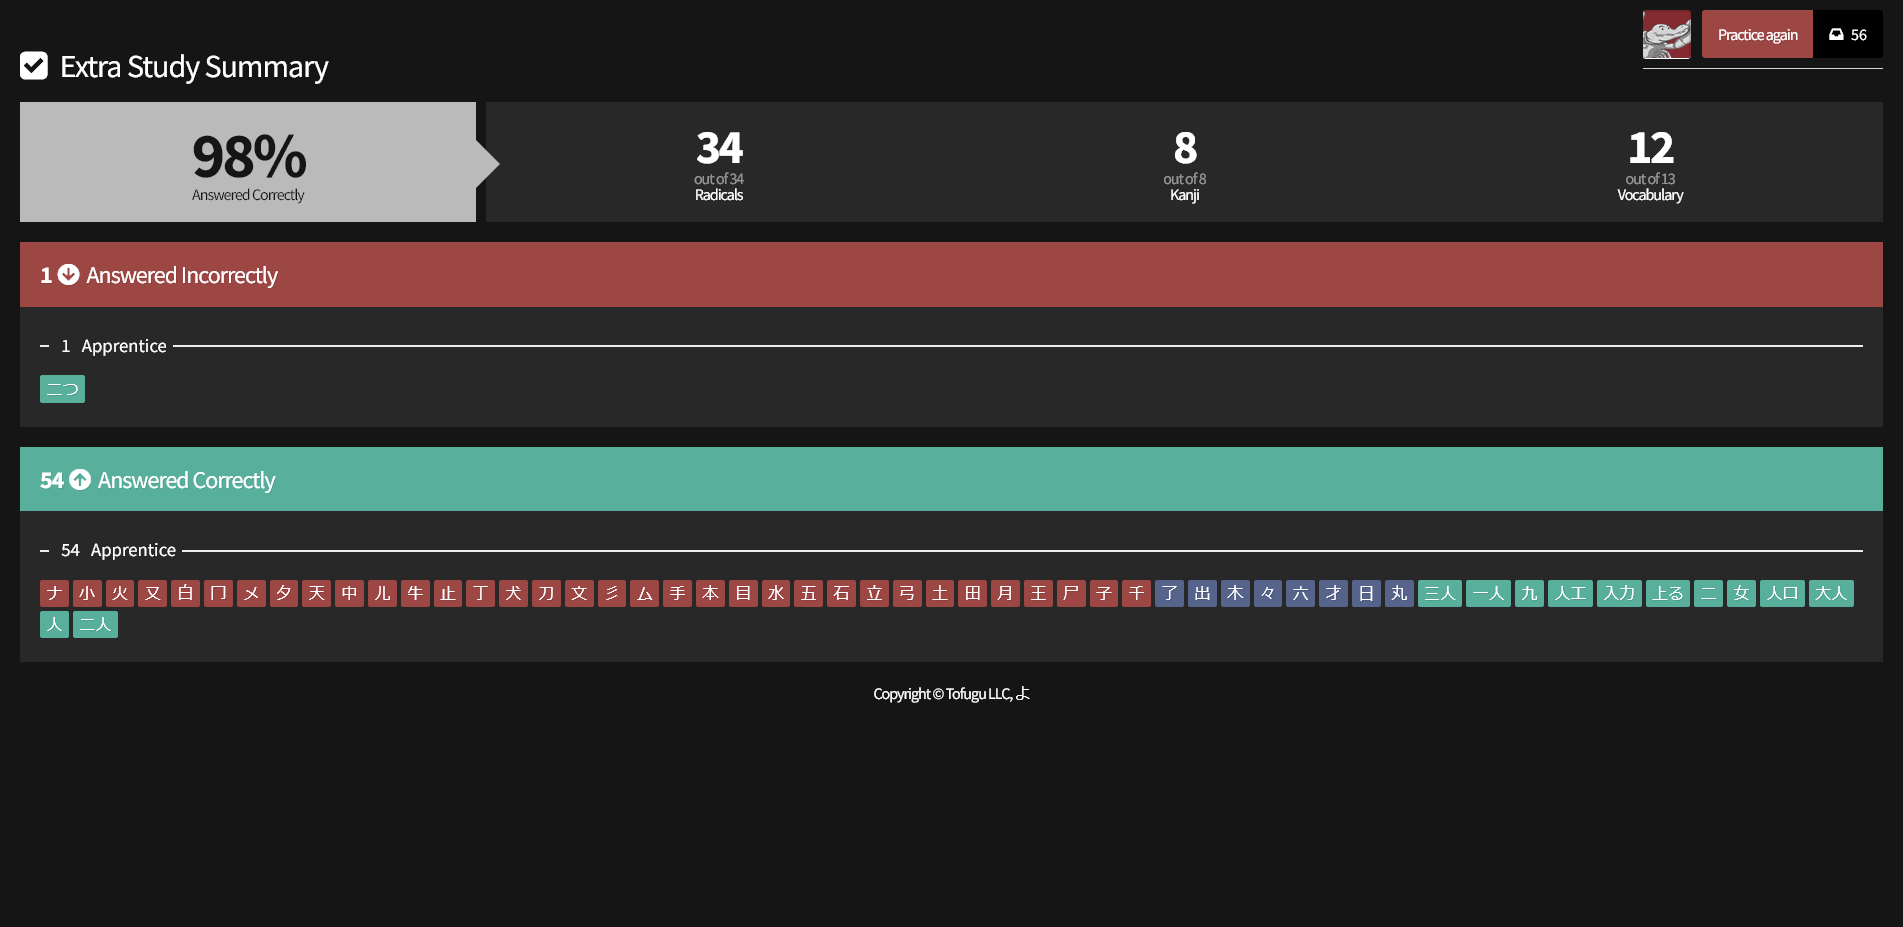 Practice again 56
Extra Study Summary
98%
Answered Correctly
34
out of 34
Radicals
8
out of 8
Kanji
12
out of 13
Vocabulary
1 Answered Incorrectly
1 Apprentice
二つ
54 Answered Correctly
54 Apprentice
ナ 小 火 又 白 冂 メ 夕 天 中 儿 牛 止 丁 犬 刀 文 彡 ム 手 本 目 水 五 石 立 弓 土 田 月 王 尸 子 千 了 出 木 々 六 才 日 丸 三人 一人 九 人工 入力 上る 二 女 人口 大人
人 二人
Copyright © Tofugu LLC, よ